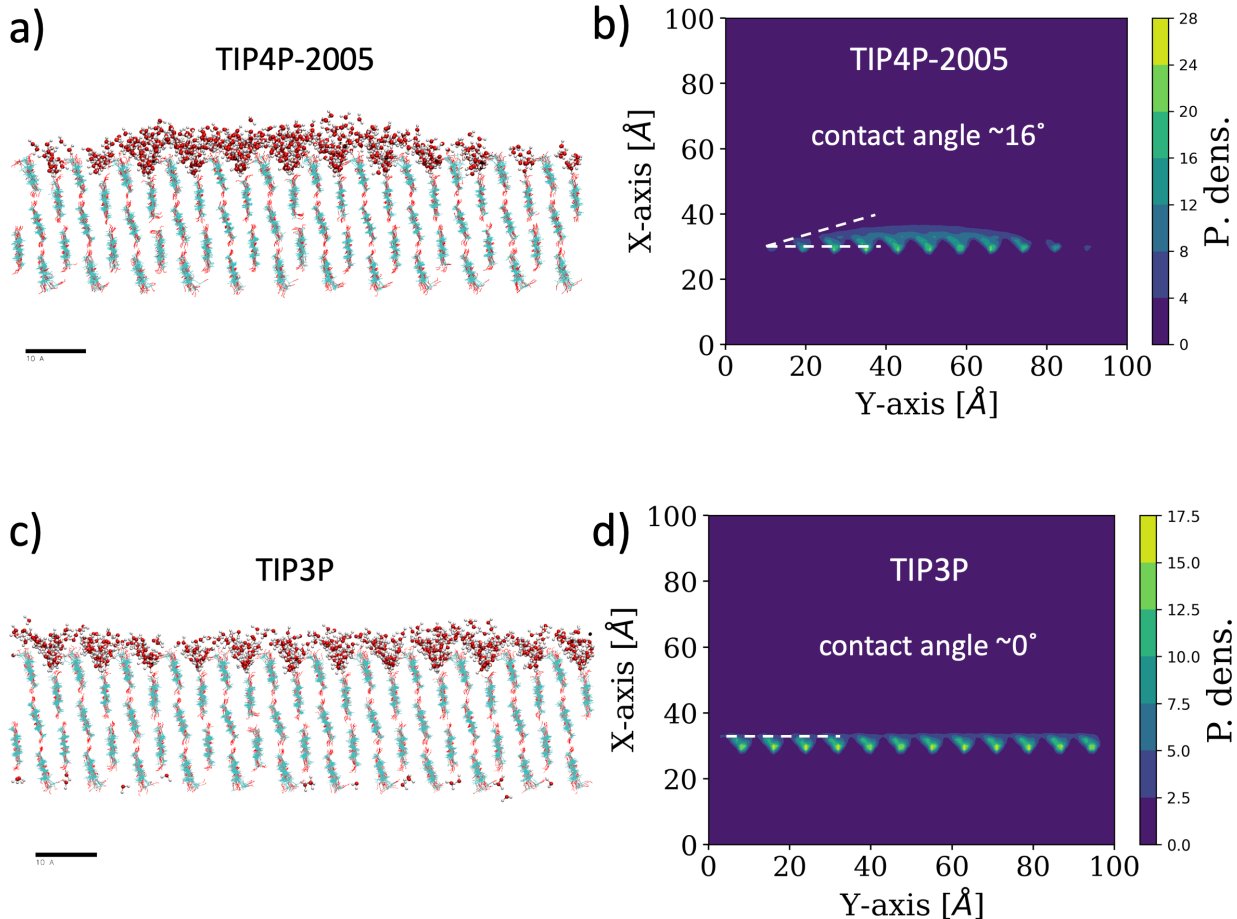 a)
TIP4P-2005
10 A
b)
TIP4P-2005
contact angle ~16°
X-axis [Å]
100
80
60
40
20
0
0 20 40 60 80 100
Y-axis [Å]
28
24
20
16
12
8
4
0
P. dens.
c)
TIP3P
10 A
d)
TIP3P
contact angle ~0°
X-axis [Å]
100
80
60
40
20
0
0 20 40 60 80 100
Y-axis [Å]
17.5
15.0
12.5
10.0
7.5
5.0
2.5
0.0
P. dens.